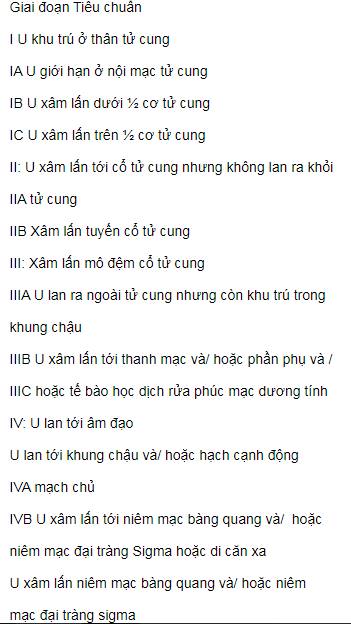 Giai đoạn Tiêu chuẩn
I U khu trú ở thân tử cung
IA U giới hạn ở nội mạc tử cung
IB U xâm lấn dưới ½ cơ tử cung
IC U xâm lấn trên ½ cơ tử cung
II: U xâm lấn tới cổ tử cung nhưng không lan ra khỏi
IIA tử cung
IIB Xâm lấn tuyến cổ tử cung
III: Xâm lấn mô đệm cổ tử cung
IIIA U lan ra ngoài tử cung nhưng còn khu trú trong
khung chậu
IIIB U xâm lấn tới thanh mạc và/ hoặc phần phụ và /
IIIC hoặc tế bào học dịch rửa phúc mạc dương tính
IV: U lan tới âm đạo
U lan tới khung chậu và/ hoặc hạch cạnh động
IVA mạch chủ
IVB U xâm lấn tới niêm mạc bàng quang và/ hoặc
niêm mạc đại tràng Sigma hoặc di căn xa
U xâm lấn niêm mạc bàng quang và/ hoặc niêm
mạc đại tràng sigma